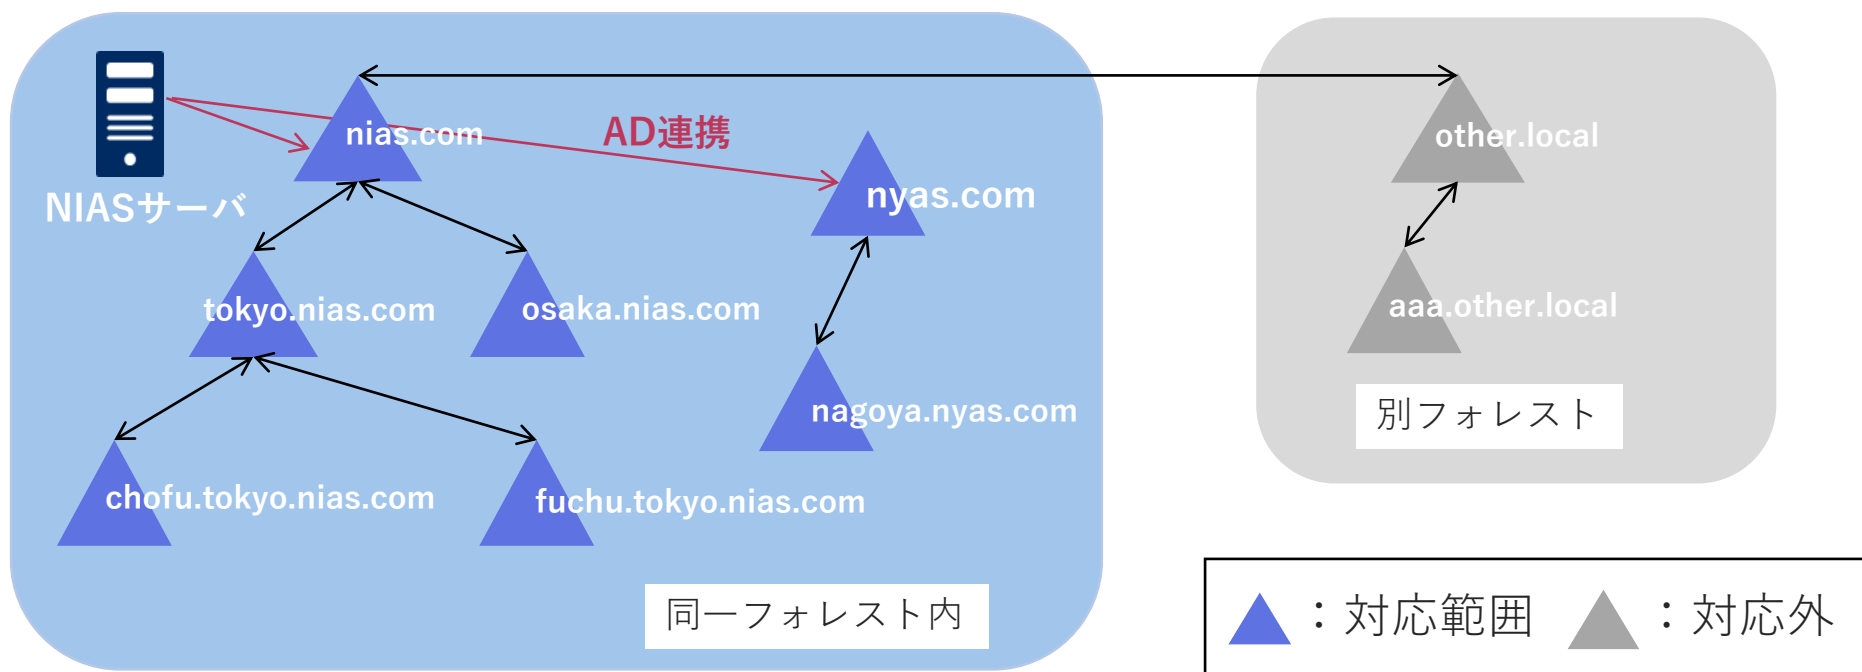 nias.com
AD連携
other.local
NIASサーバ
nyas.com
tokyo.nias.com
osaka.nias.com
aaa.other.local
nagoya.nyas.com
別フォレスト
chofu.tokyo.nias.com
fuchu.tokyo.nias.com
同一フォレスト内
：対応範囲
：対応外